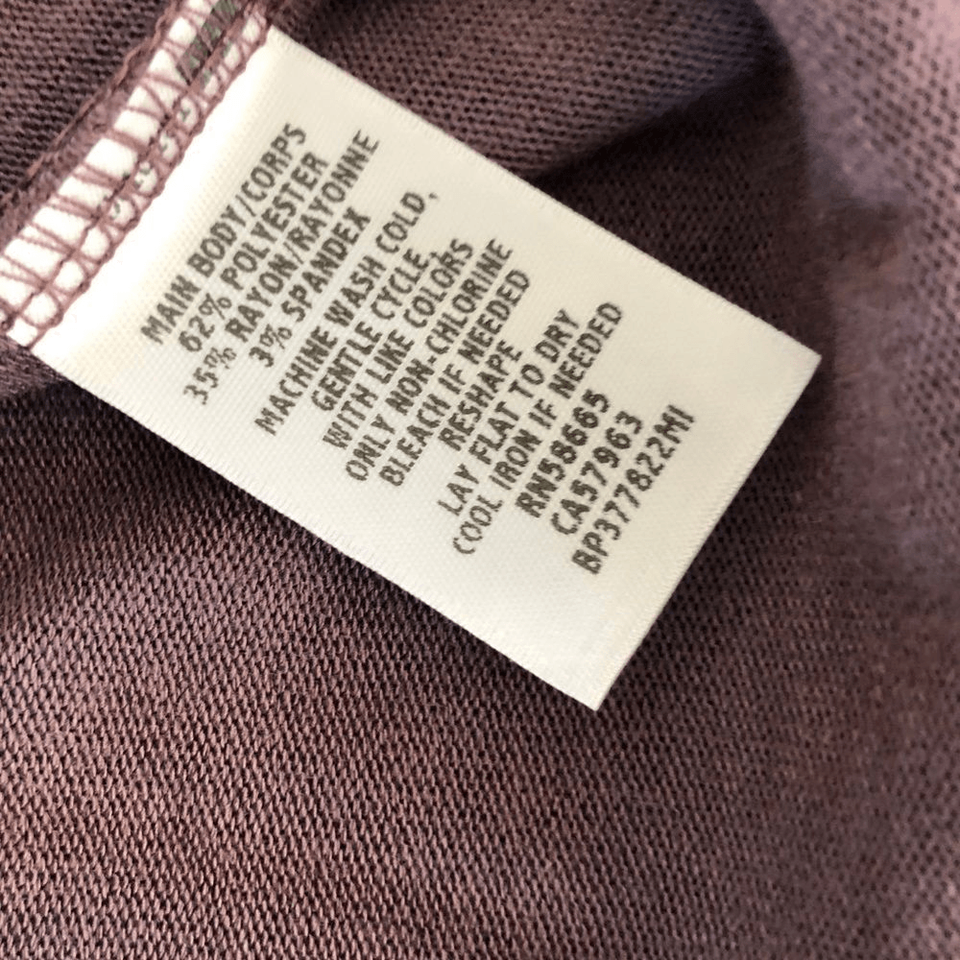 MAIN BODY/CORPS
62% POLYESTER
35% RAYON/RAYONNE
3% SPANDEX
MACHINE WASH COLD,
GENTLE CYCLE,
WITH LIKE COLORS
ONLY NON-CHLORINE
BLEACH IF NEEDED
RESHAPE
LAY FLAT TO DRY
COOL IRON IF NEEDED
RN58665
CA57963
BP377822MI